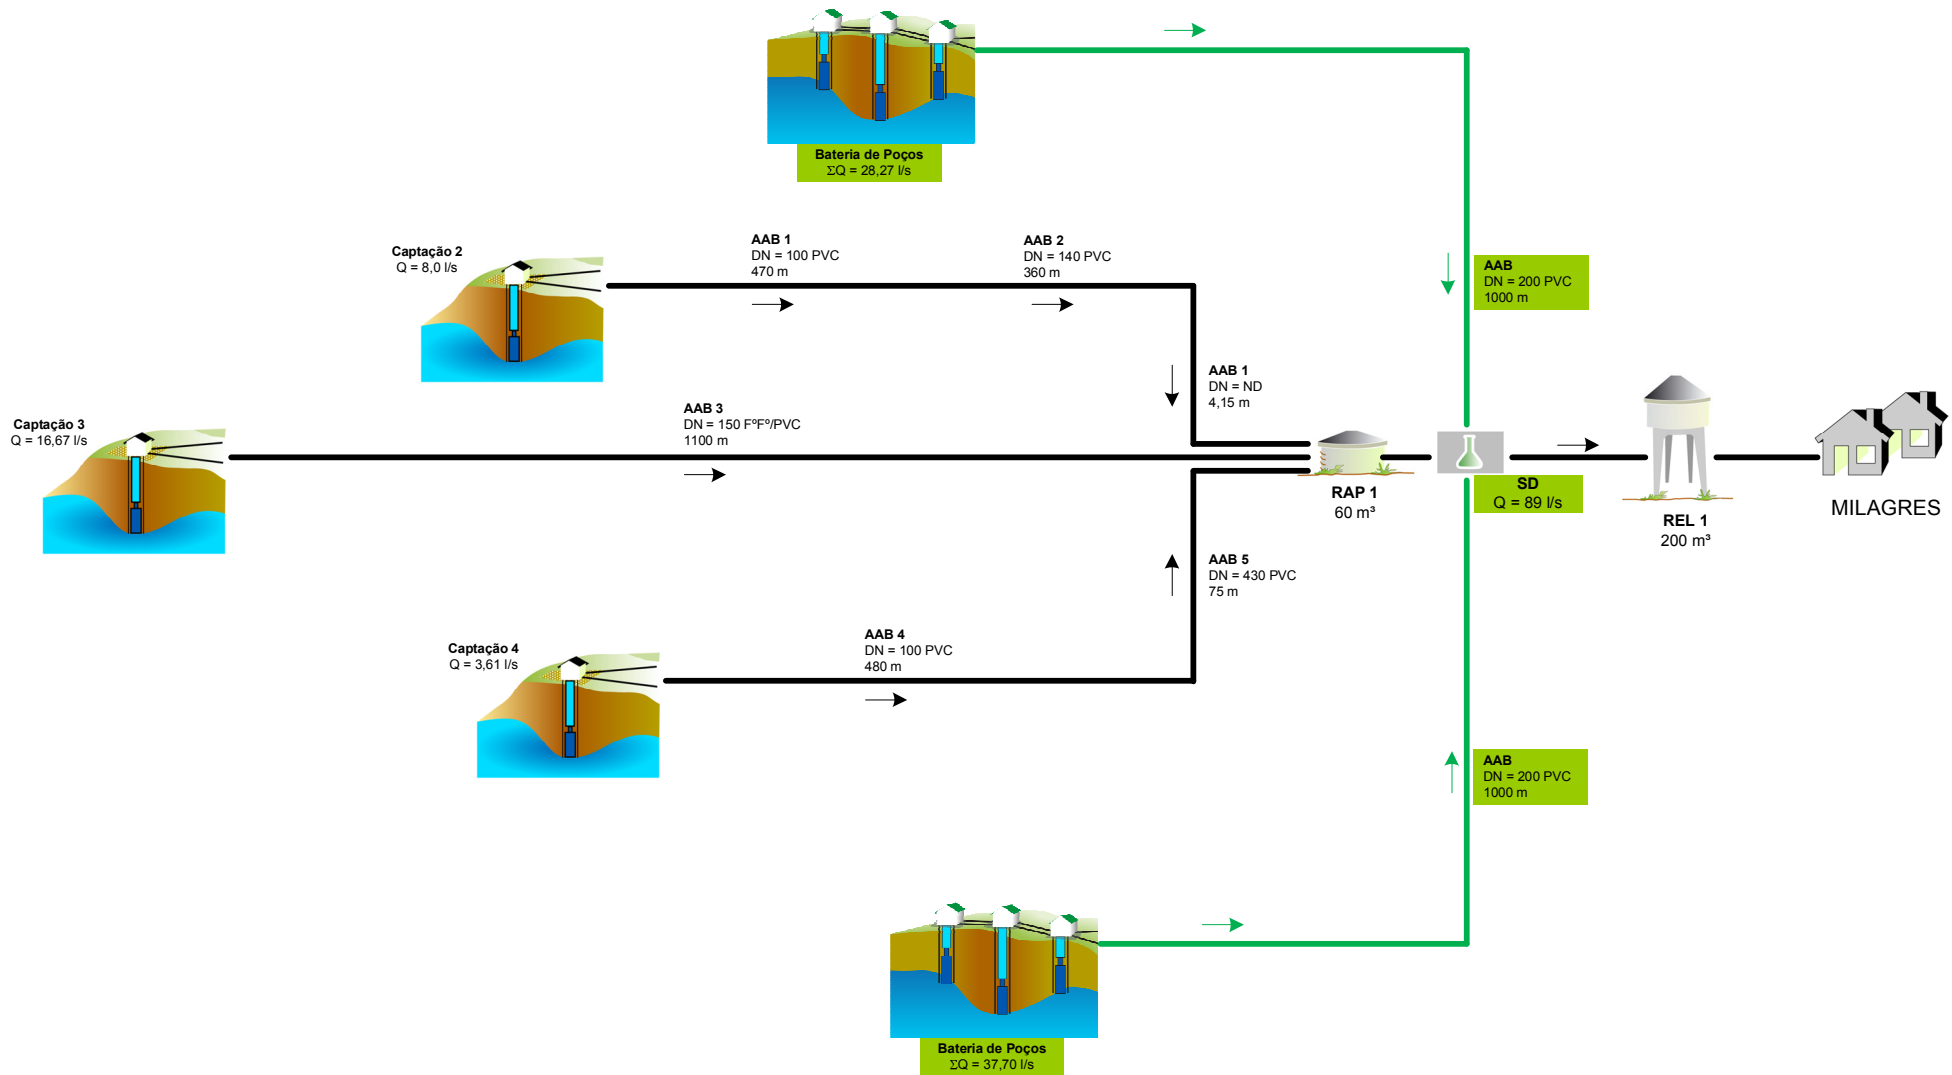 Bateria de Poços
ΣQ = 28,27 l/s
Captação 2
Q = 8,0 l/s
AAB 1
DN = 100 PVC
470 m
AAB 2
DN = 140 PVC
360 m
AAB
DN = 200 PVC
1000 m
AAB 1
DN = ND
4,15 m
Captação 3
Q = 16,67 l/s
AAB 3
DN = 150 FºFº/PVC
1100 m
RAP 1
60 m³
SD
Q = 89 l/s
REL 1
200 m³
MILAGRES
AAB 5
DN = 430 PVC
75 m
Captação 4
Q = 3,61 l/s
AAB 4
DN = 100 PVC
480 m
AAB
DN = 200 PVC
1000 m
Bateria de Poços
ΣQ = 37,70 l/s